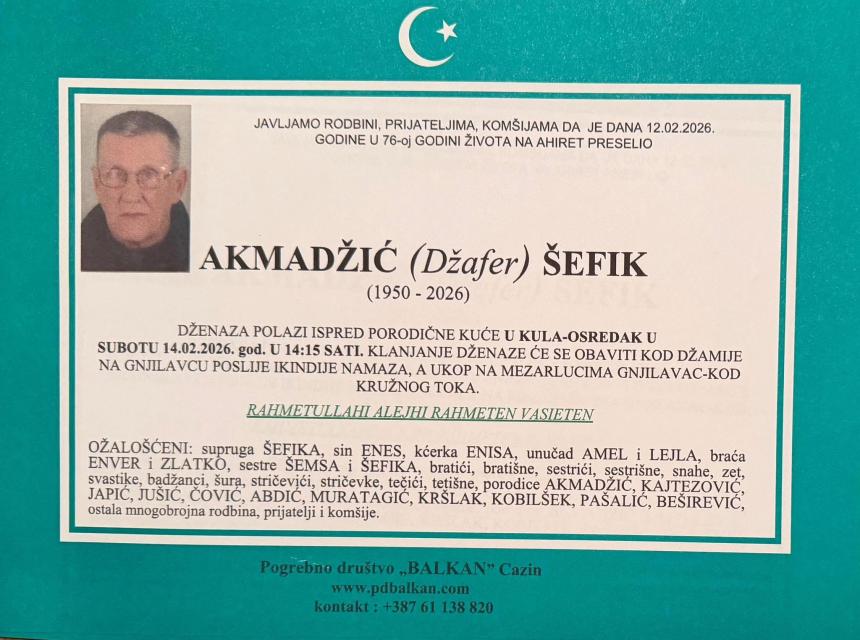 JAVLJAMO RODBINI, PRIJATELJIMA, KOMŠIJAMA DA JE DANA 12.02.2026.
GODINE U 76-oj GODINI ŽIVOTA NA AHIRET PRESELIO
AKMADŽIĆ (Džafer) ŠEFIK
(1950 - 2026)
DŽENAZA POLAZI ISPRED PORODIČNE KUĆE U KULA-OSREDAK U
SUBOTU 14.02.2026. god. U 14:15 SATI. KLANJANJE DŽENAZE ĆE SE OBAVITI KOD DŽAMIJE
NA GNJILAVCU POSLIJE IKINDIJE NAMAZA, A UKOP NA MEZARLUCIMA GNJILAVAC-KOD
KRUŽNOG TOKA.
RAHMETULLAHI ALEJHI RAHMETEN VASIETEN
OŽALOŠĆENI: supruga ŠEFIKA, sin ENES, kćerka ENISA, unučad AMEL i LEJLA, braća
ENVER i ZLATKO, sestre ŠEMSA i ŠEFIKA, bratići, bratišne, sestrići, sestrišne, snahe, zet,
svastike, badžanci, šura, stričevići, stričevke, tečići, tetišne, porodice AKMADŽIĆ, KAJTEZOVIĆ,
JAPIĆ, JUŠIĆ, ČOVIĆ, ABDIĆ, MURATAGIĆ, KRŠLAK, KOBILŠEK, PAŠALIĆ, BEŠIREVIĆ,
ostala mnogobrojna rodbina, prijatelji i komšije.
Pogrebno društvo „BALKAN” Cazin
www.pdbalkan.com
kontakt : +387 61 138 820